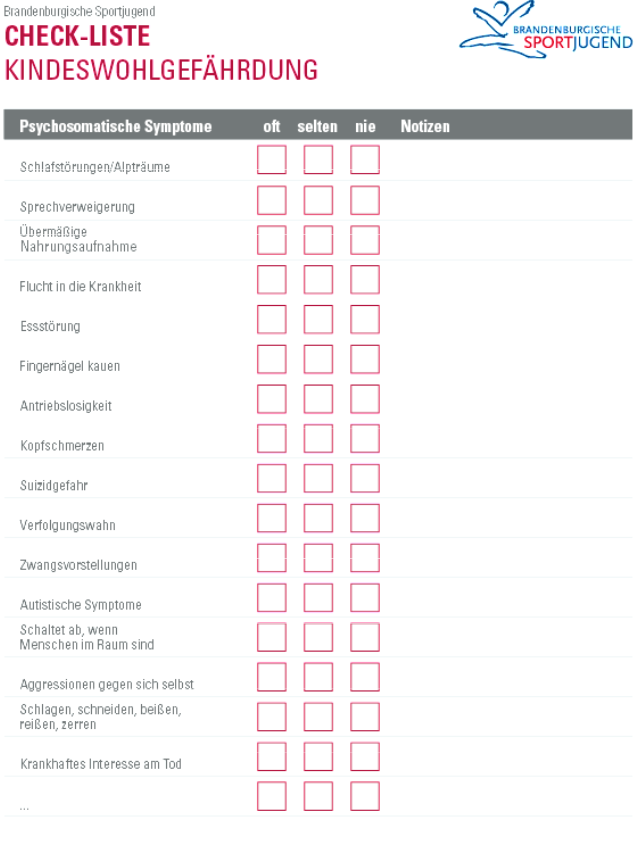 Brandenburgische Sportjugend
CHECK-LISTE
KINDESWOHLGEFÄHRDUNG
BRANDENBURGISCHE
SPORTJUGEND
Psychosomatische Symptome oft selten nie Notizen
Schlafstörungen/Alpträume
Sprechverweigerung
Übermäßige
Nahrungsaufnahme
Flucht in die Krankheit
Essstörung
Fingernägel kauen
Antriebslosigkeit
Kopfschmerzen
Suizidgefahr
Verfolgungswahn
Zwangsvorstellungen
Autistische Symptome
Schaltet ab, wenn
Menschen im Raum sind
Aggressionen gegen sich selbst
Schlagen, schneiden, beißen,
reißen, zerren
Krankhaftes Interesse am Tod
...